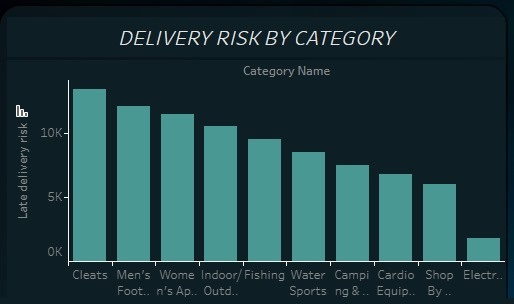 DELIVERY RISK BY CATEGORY
Category Name
Late delivery risk
10K
5K
0K
Cleats Men's Wome Indoor/ Fishing Water Campi Cardio Shop Electr..
Foot.. n's Ap.. Outd.. Sports ng & .. Equip.. By ..